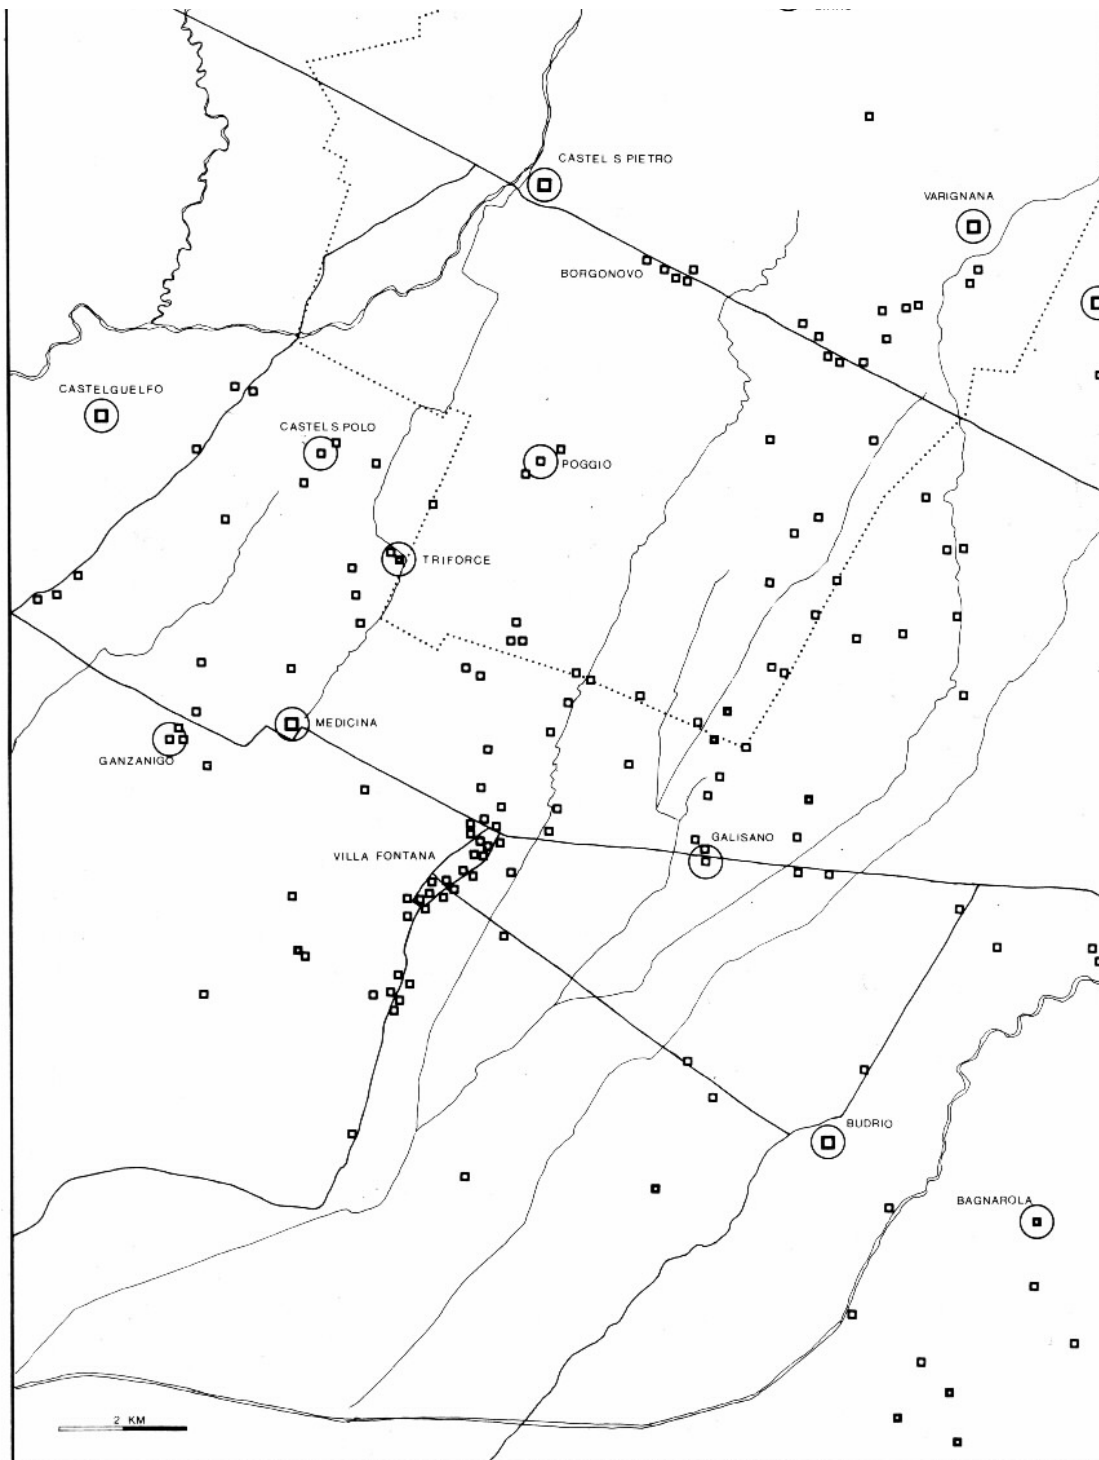 CASTEL S PIETRO
VARIGNANA
BORGONOVO
CASTELGUELFO
CASTEL S POLO
POGGIO
TRIFORCE
MEDICINA
GANZANIGO
GALISANO
VILLA FONTANA
BUDRIO
BAGNAROLA
2 KM